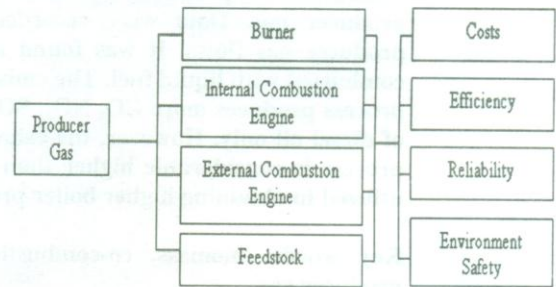 Burner
Costs
Internal Combustion
Engine
Efficiency
Producer
Gas
External Combustion
Engine
Reliability
Feedstock
Environment
Safety